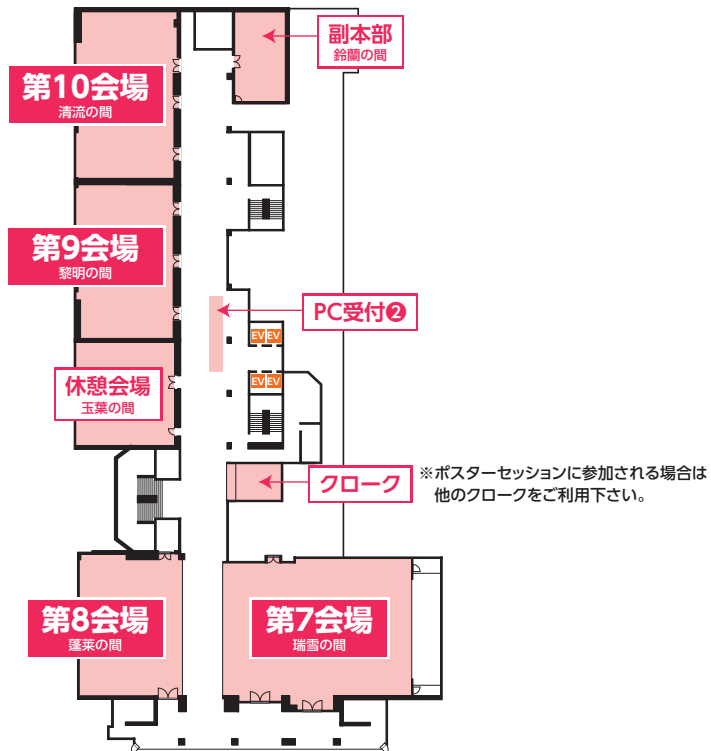 副本部
鈴蘭の間
第10会場
清流の間
第9会場
黎明の間
PC受付❷
EV EV
EV EV
休憩会場
玉葉の間
クローク
※ポスターセッションに参加される場合は
他のクロークをご利用下さい。
第8会場
蓬莱の間
第7会場
瑞雪の間